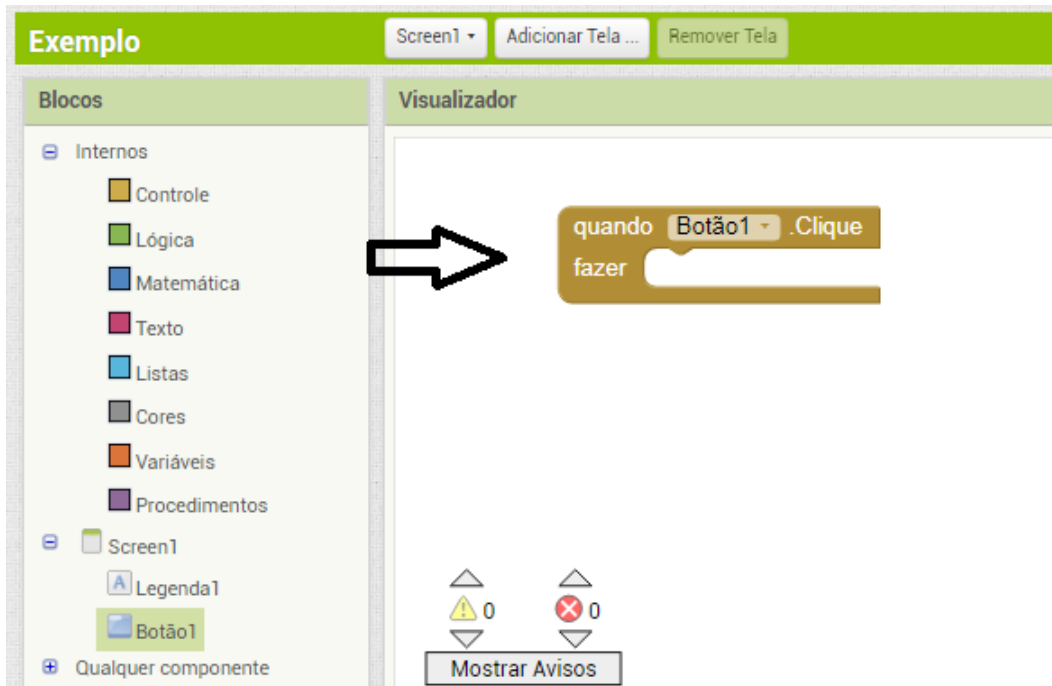 Exemplo
Screen1
Adicionar Tela ...
Remover Tela
Blocos
Visualizador
Internos
Controle
Lógica
Matemática
Texto
Listas
Cores
Variáveis
Procedimentos
Screen1
A Legenda1
Botão1
Qualquer componente
quando Botão1 .Clique
fazer
0 0
Mostrar Avisos